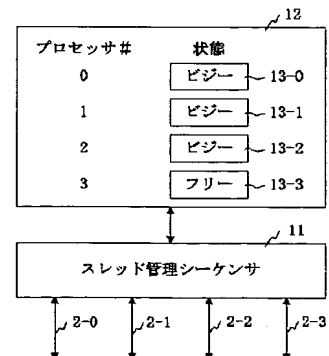 12
プロセッサ# 状態
0 ビジー 13-0
1 ビジー 13-1
2 ビジー 13-2
3 フリー 13-3
11
スレッド管理シーケンサ
2-0 2-1 2-2 2-3